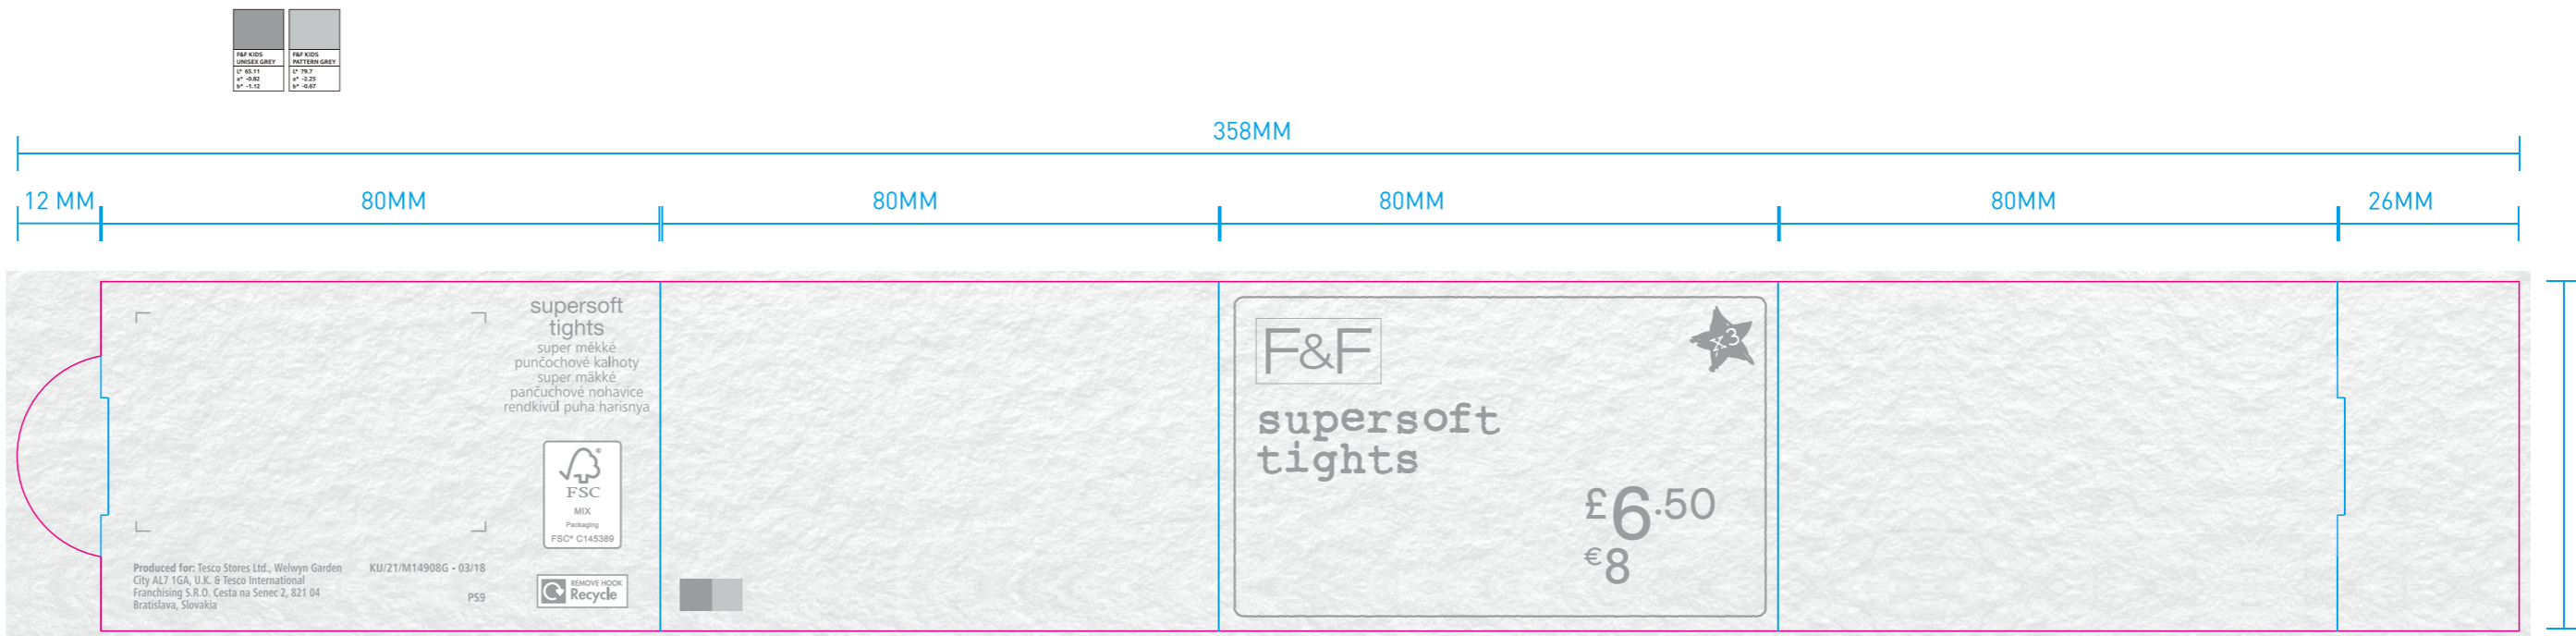 F&F KIDS
UNISEX GREY
L* 65.11
a* -0.82
b* -1.12
F&F KIDS
PATTERN GREY
L* 79.7
a* -2.25
b* -0.67
358MM
12 MM
80MM
80MM
80MM
80MM
26MM
supersoft
tights
super měkké
punčochové kalhoty
super mäkké
pančuchové nohavice
rendkívül puha harisnya
FSC
MIX
Packaging
FSC® C145389
Produced for: Tesco Stores Ltd., Welwyn Garden
City AL7 1GA, U.K. & Tesco International
Franchising S.R.O. Cesta na Senec 2, 821 04
Bratislava, Slovakia
KU/21/M14908G - 03/18
PS9
REMOVE HOOK
Recycle
F&F
x3
supersoft
tights
£6.50
€8